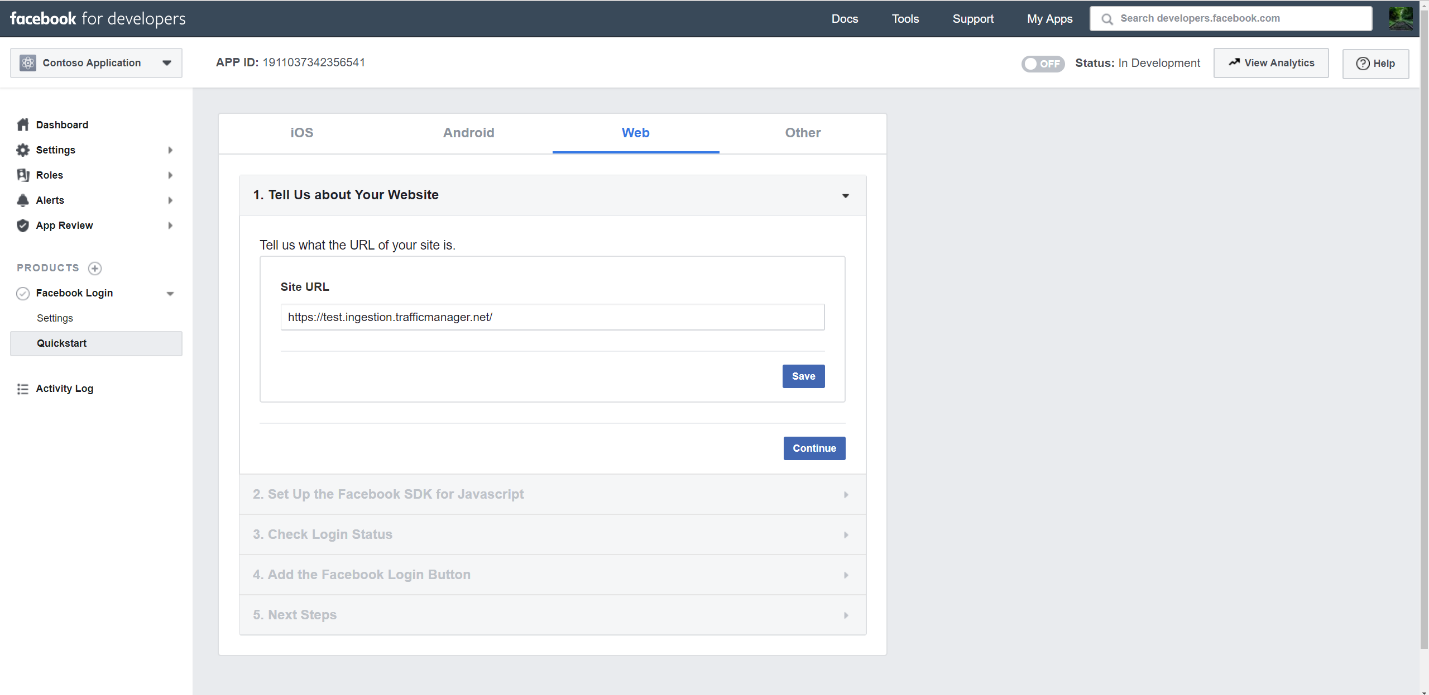 facebook for developers Docs Tools Support My Apps Search developers.facebook.com
Contoso Application APP ID: 1911037342356541 OFF Status: In Development View Analytics ? Help
Dashboard
Settings
Roles
Alerts
App Review
PRODUCTS
Facebook Login
Settings
Quickstart
Activity Log
iOS Android Web Other
1. Tell Us about Your Website
Tell us what the URL of your site is.
Site URL
https://test.ingestion.trafficmanager.net/
Save
Continue
2. Set Up the Facebook SDK for Javascript
3. Check Login Status
4. Add the Facebook Login Button
5. Next Steps